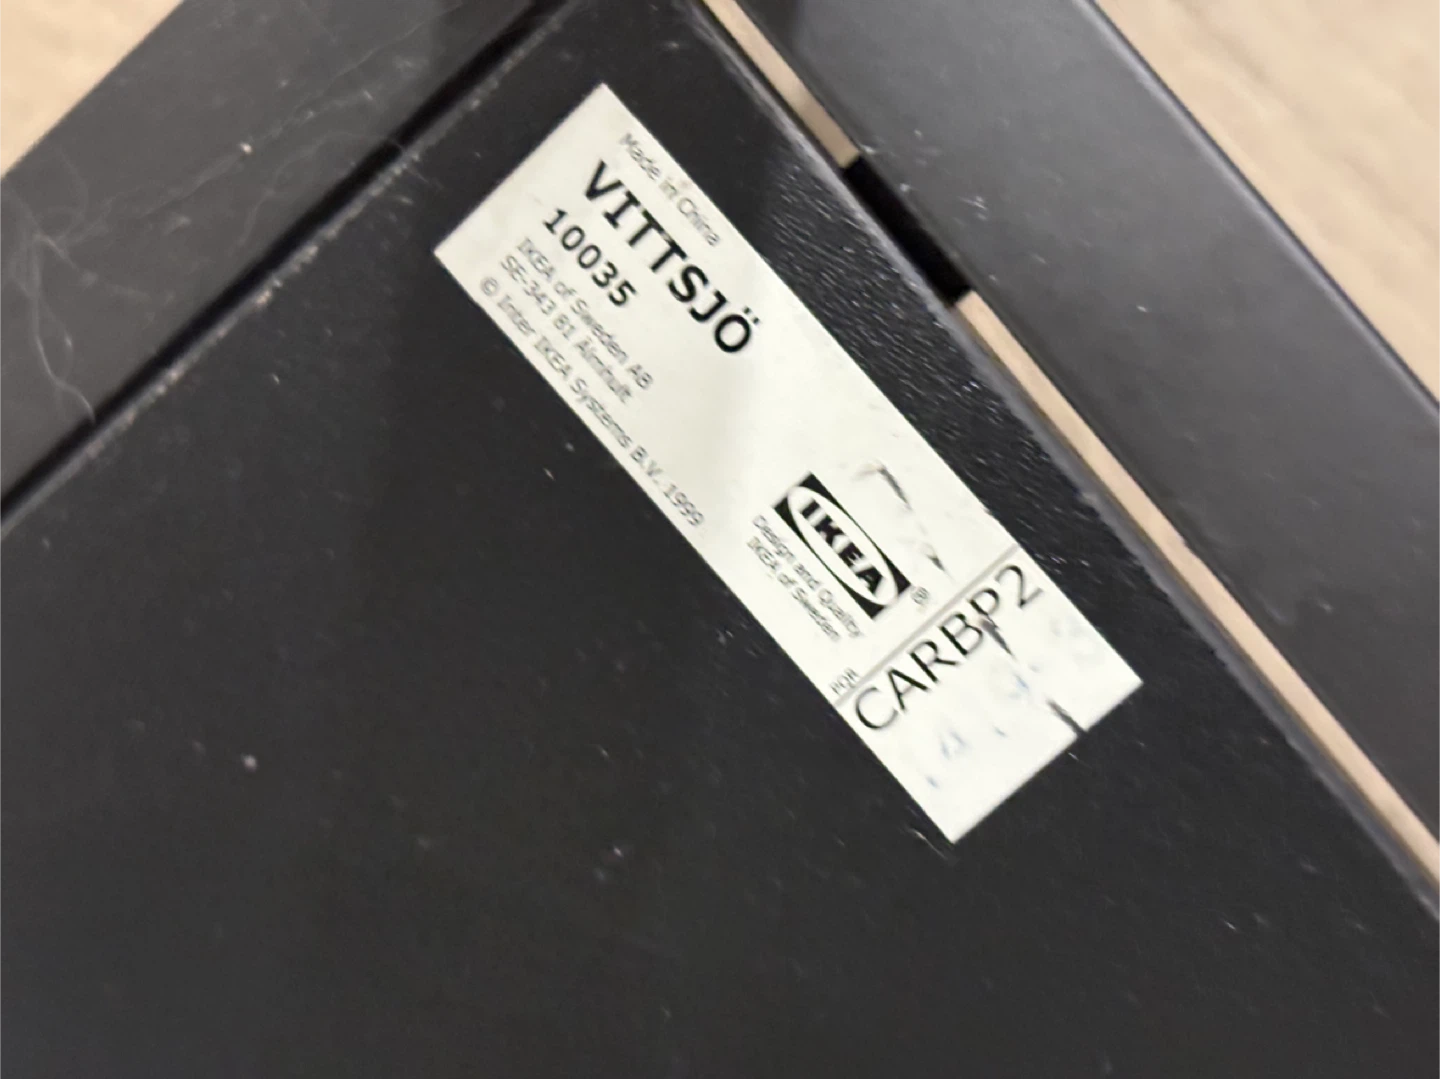 Made in China
VITTSJÖ
10035
IKEA of Sweden AB
SE-343 81 Älmhult
© Inter IKEA Systems B.V. 1999
IKEA®
Design and Quality
IKEA of Sweden
FOR
CARBP2